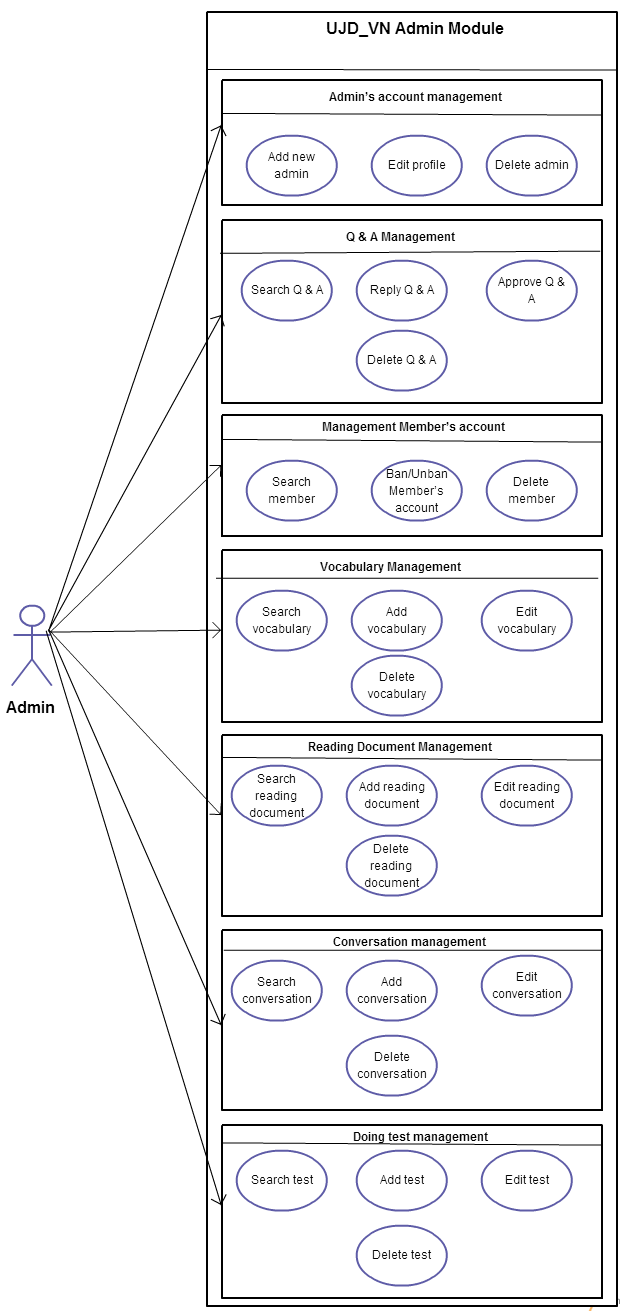 UJD_VN Admin Module
Admin's account management
Add new
admin
Edit profile
Delete admin
Q & A Management
Search Q & A
Reply Q & A
Approve Q &
A
Delete Q & A
Management Member's account
Search
member
Ban/Unban
Member's
account
Delete
member
Vocabulary Management
Search
vocabulary
Add
vocabulary
Edit
vocabulary
Delete
vocabulary
Admin
Reading Document Management
Search
reading
document
Add reading
document
Edit reading
document
Delete
reading
document
Conversation management
Search
conversation
Add
conversation
Edit
conversation
Delete
conversation
Doing test management
Search test
Add test
Edit test
Delete test